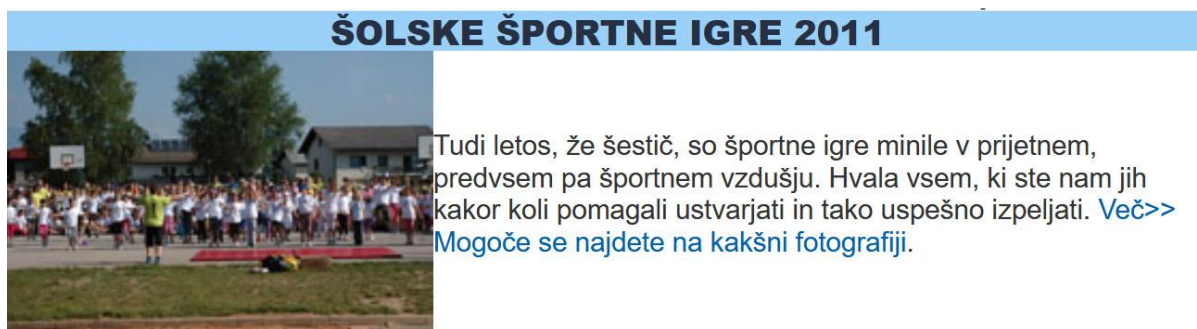 ŠOLSKE ŠPORTNE IGRE 2011
Tudi letos, že šestič, so športne igre minile v prijetnem,
predvsem pa športnem vzdušju. Hvala vsem, ki ste nam jih
kakor koli pomagali ustvarjati in tako uspešno izpeljati. Več>>
Mogoče se najdete na kakšni fotografiji.